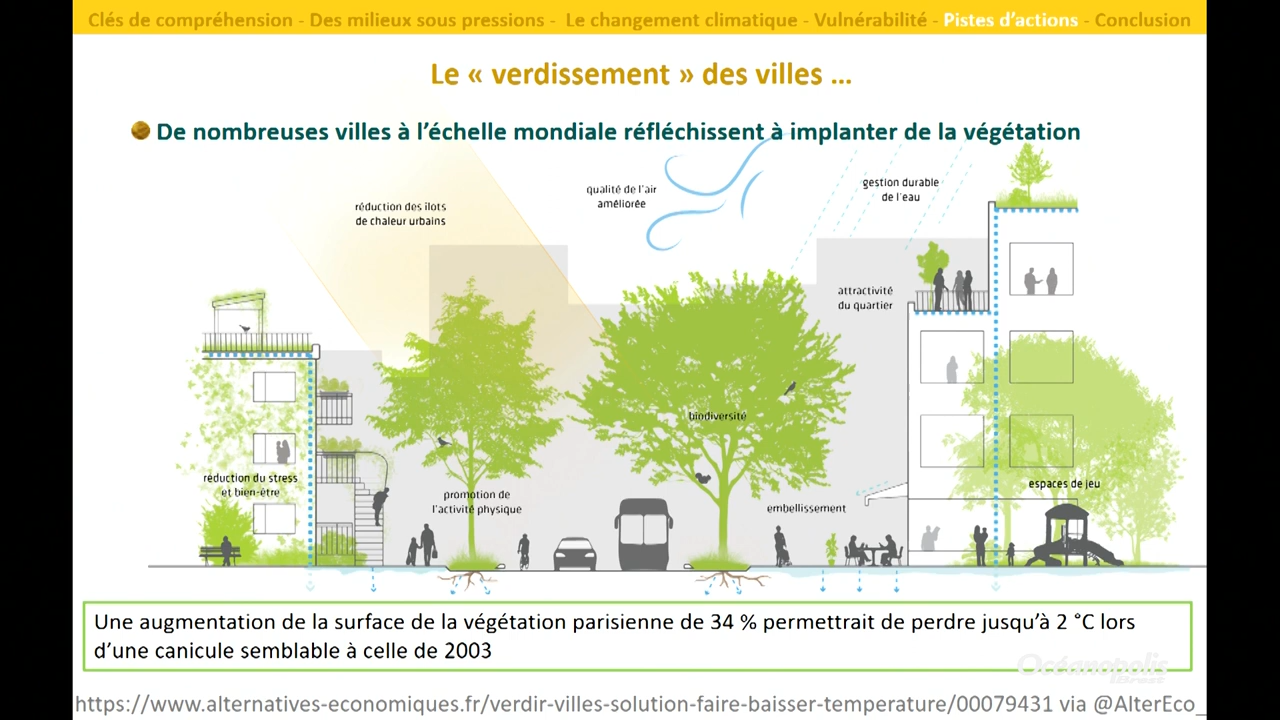 Clés de compréhension - Des milieux sous pressions - Le changement climatique - Vulnérabilité - Pistes d'actions - Conclusion
Le « verdissement » des villes ...
De nombreuses villes à l'échelle mondiale réfléchissent à implanter de la végétation
réduction des îlots
de chaleur urbains
qualité de l'air
améliorée
gestion durable
de l'eau
attractivité
du quartier
biodiversité
réduction du stress
et bien-être
promotion de
l'activité physique
embellissement
espaces de jeu
Une augmentation de la surface de la végétation parisienne de 34 % permettrait de perdre jusqu'à 2 °C lors
d'une canicule semblable à celle de 2003
Océanopolis
Brest
https://www.alternatives-economiques.fr/verdir-villes-solution-faire-baisser-temperature/00079431 via @AlterEco_